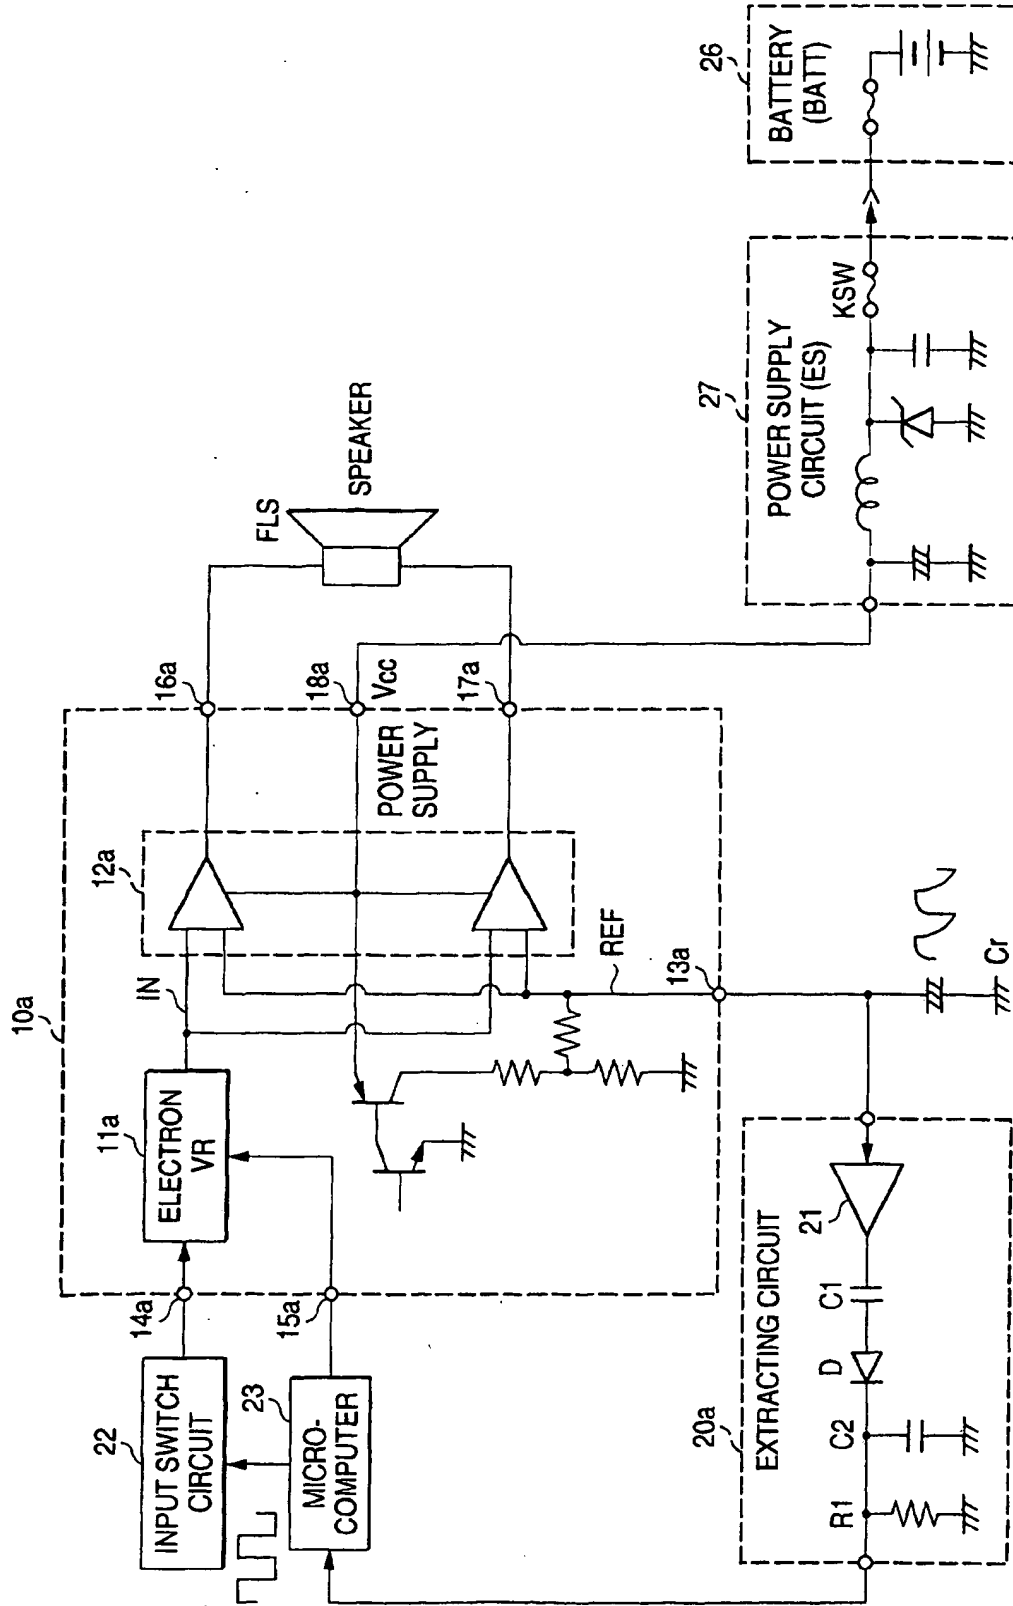 10a
14a
11a
ELECTRON
VR
IN
12a
16a
FLS
SPEAKER
22
INPUT SWITCH
CIRCUIT
15a
POWER
SUPPLY
18a
Vcc
17a
23
MICRO-
COMPUTER
REF
13a
Cr
20a
EXTRACTING CIRCUIT
R1
C2
D
C1
21
27
POWER SUPPLY
CIRCUIT (ES)
KSW
26
BATTERY
(BATT)